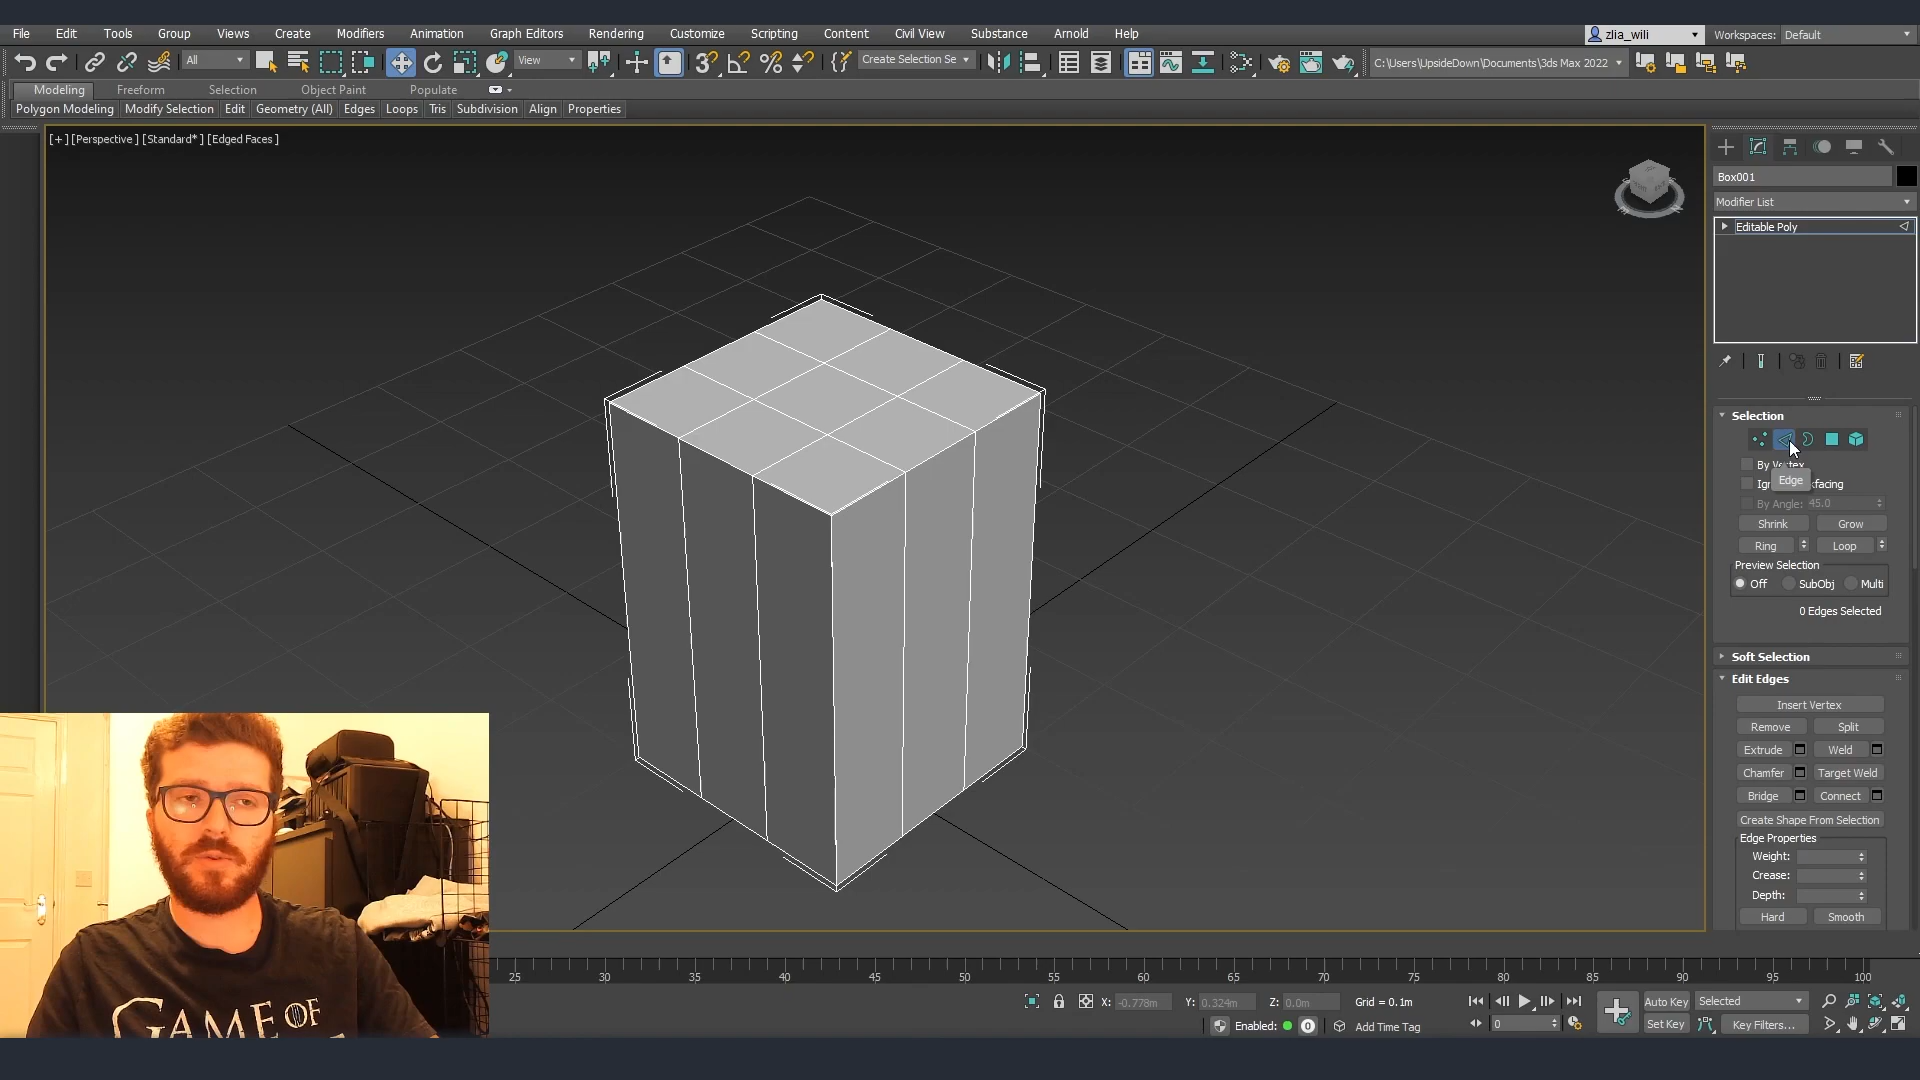 File Edit Tools Group Views Create Modifiers Animation Graph Editors Rendering Customize Scripting Content Civil View Substance Arnold Help
zlia_wili Workspaces: Default
All View Create Selection Se C:\Users\UpsideDown\Documents\3ds Max 2022
Modeling Freeform Selection Object Paint Populate
Polygon Modeling Modify Selection Edit Geometry (All) Edges Loops Tris Subdivision Align Properties
[+] [Perspective] [Standard*] [Edged Faces]
Box001
Modifier List
Editable Poly
Selection
By Vertex
Edge
Ign facing
By Angle: 45.0
Shrink Grow
Ring Loop
Preview Selection
Off SubObj Multi
0 Edges Selected
Soft Selection
Edit Edges
Insert Vertex
Remove Split
Extrude Weld
Chamfer Target Weld
Bridge Connect
Create Shape From Selection
Edge Properties
Weight:
Crease:
Depth:
Hard Smooth
25 30 35 40 45 50 55 60 65 70 75 80 85 90 95 100
X: -0.778m Y: 0.324m Z: 0.0m Grid = 0.1m
Auto Key Selected
Enabled: 0 Add Time Tag
0 Set Key Key Filters...
GAME OF